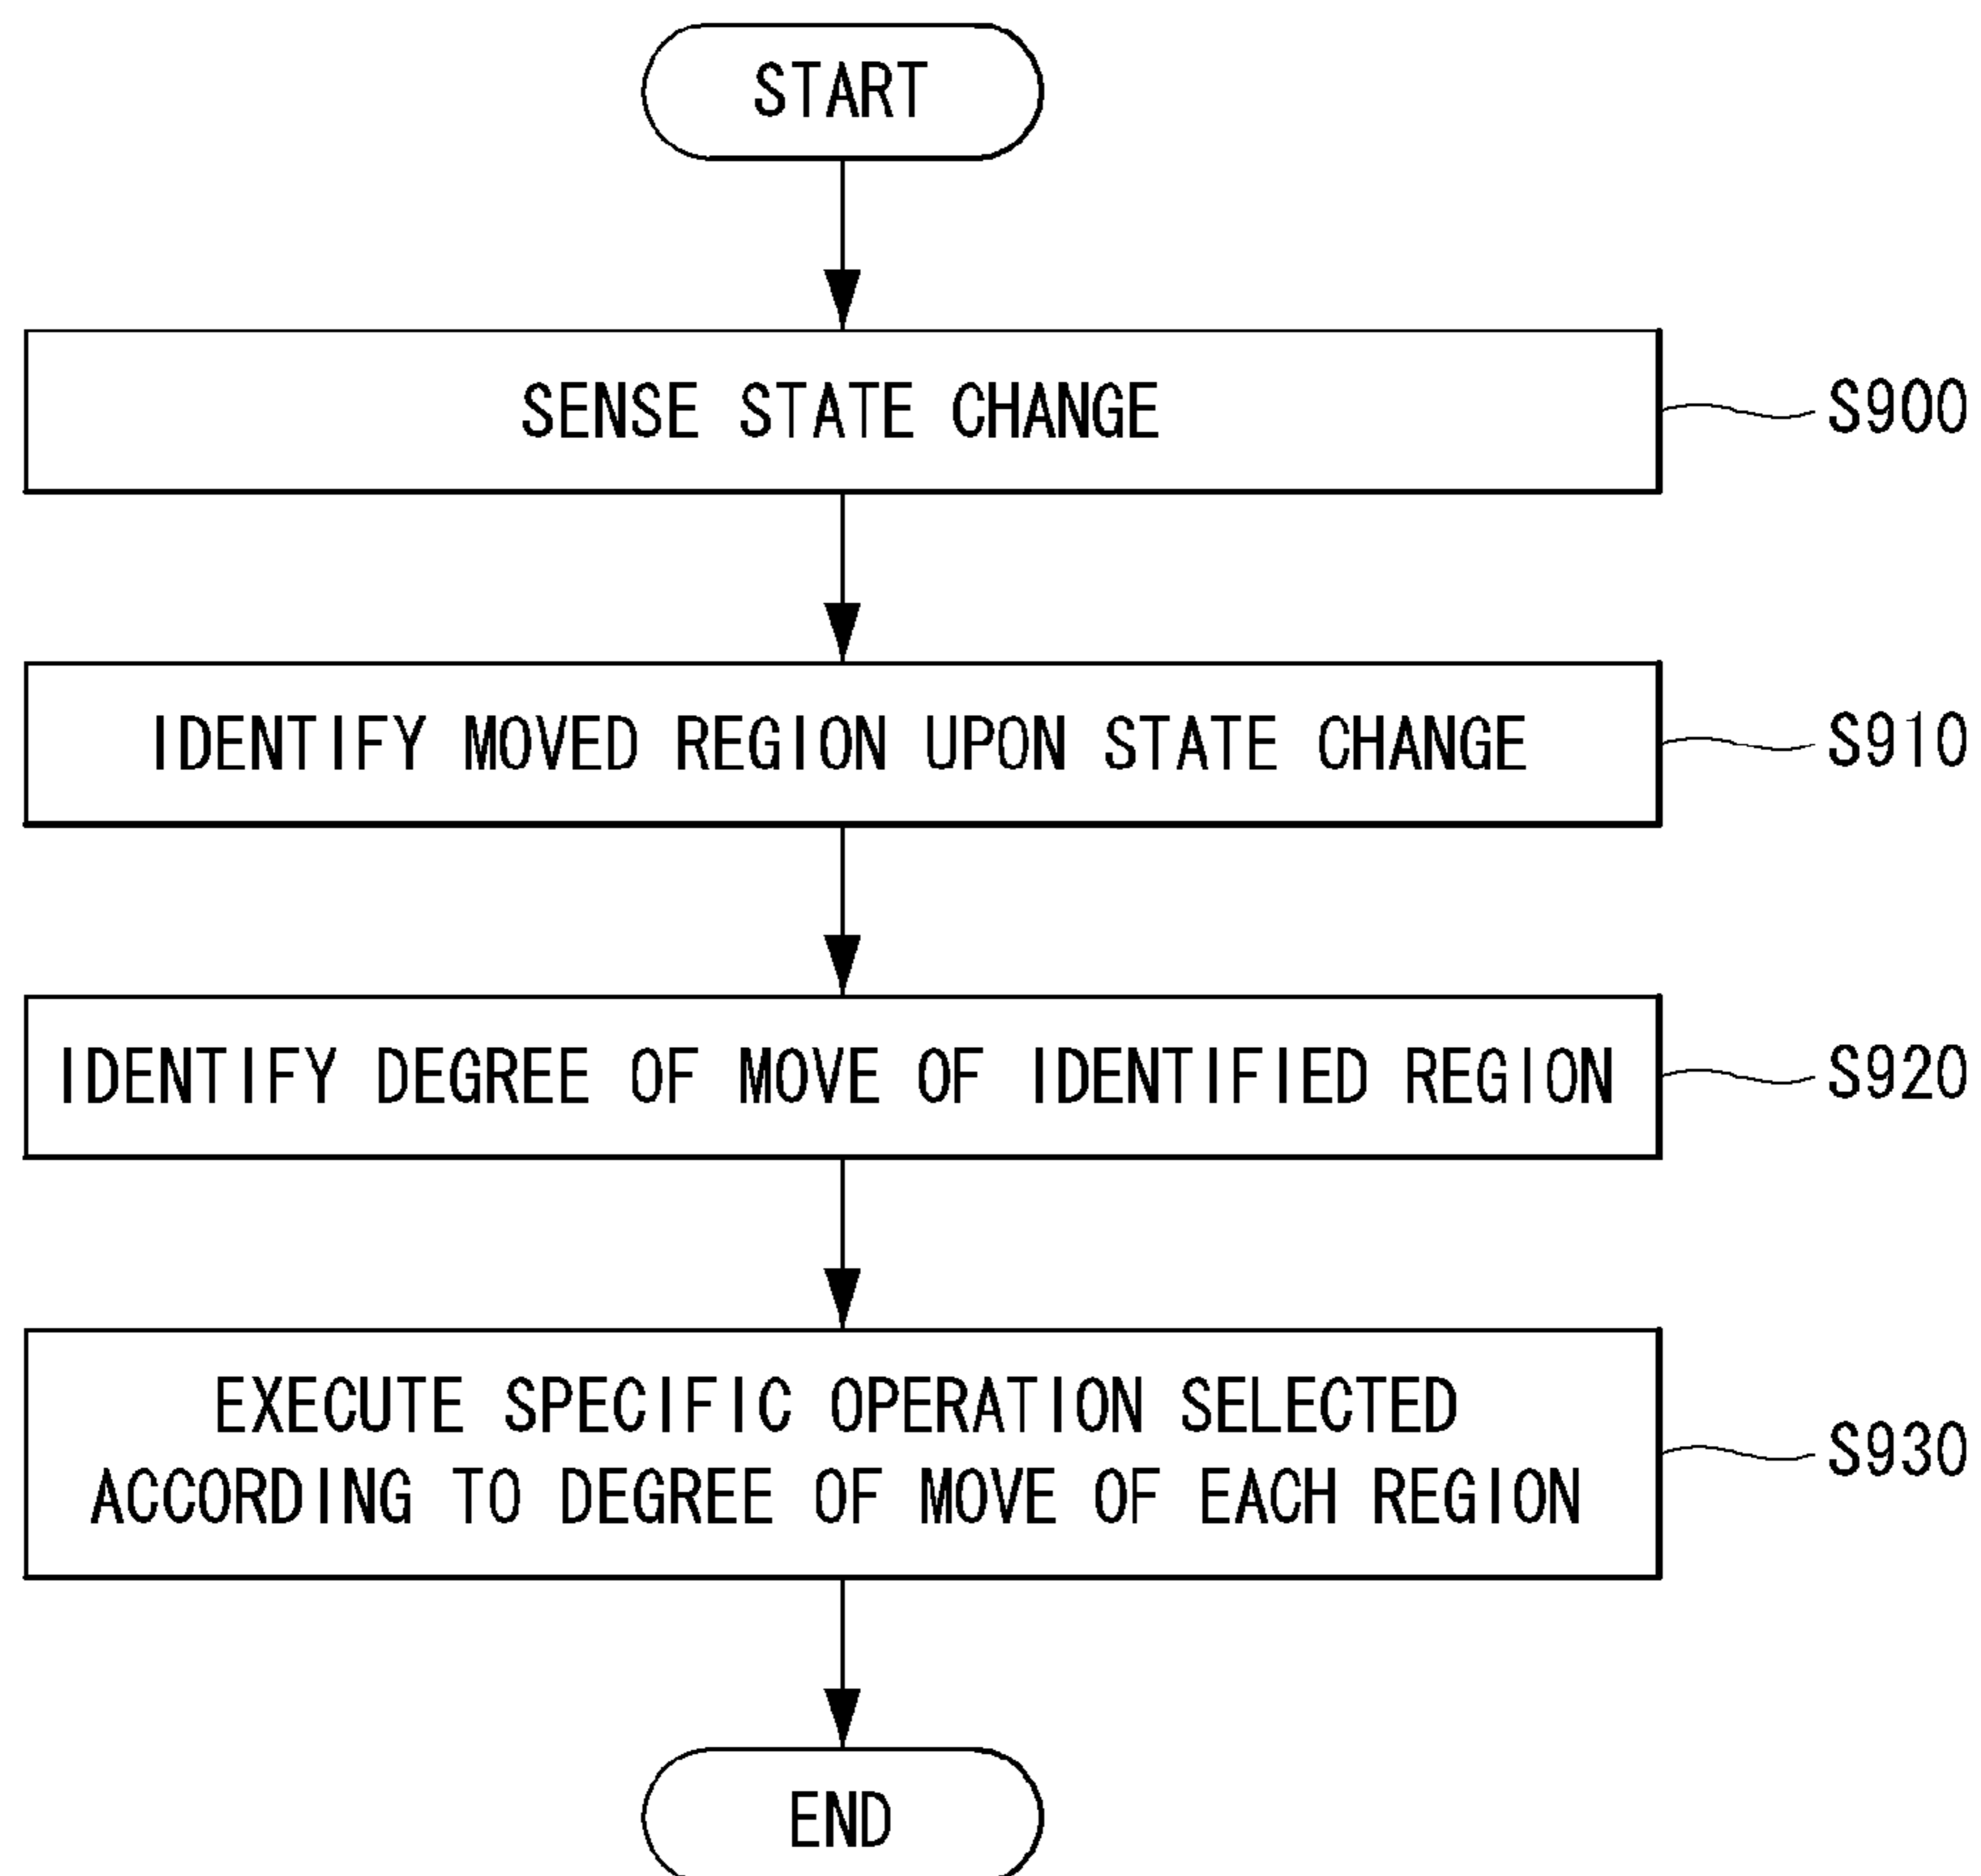 START
SENSE STATE CHANGE
S900
IDENTIFY MOVED REGION UPON STATE CHANGE
S910
IDENTIFY DEGREE OF MOVE OF IDENTIFIED REGION
S920
EXECUTE SPECIFIC OPERATION SELECTED
ACCORDING TO DEGREE OF MOVE OF EACH REGION
S930
END